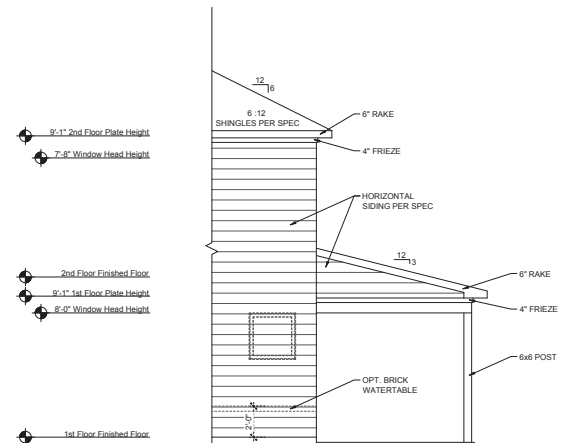 12
6
6 :12
SHINGLES PER SPEC
6" RAKE
9'-1" 2nd Floor Plate Height
4" FRIEZE
7'-8" Window Head Height
HORIZONTAL
SIDING PER SPEC
12
3
2nd Floor Finished Floor
6" RAKE
9'-1" 1st Floor Plate Height
8'-0" Window Head Height
4" FRIEZE
6x6 POST
OPT. BRICK
WATERTABLE
2'-0"
1st Floor Finished Floor